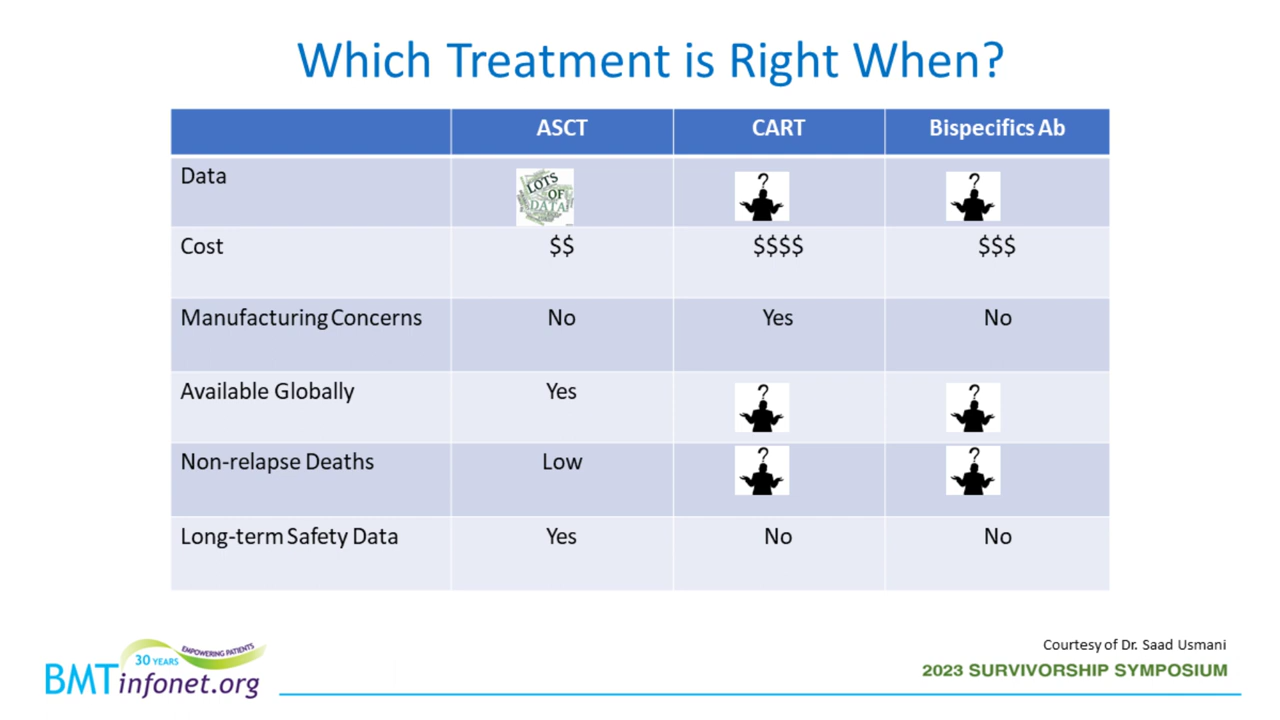 Which Treatment is Right When?
ASCT CART Bispecifics Ab
Data LOTS OF DATA! ? ?
Cost $$ $$$$ $$$
Manufacturing Concerns No Yes No
Available Globally Yes ? ?
Non-relapse Deaths Low ? ?
Long-term Safety Data Yes No No
Courtesy of Dr. Saad Usmani
2023 SURVIVORSHIP SYMPOSIUM
30 YEARS EMPOWERING PATIENTS
BMTinfonet.org